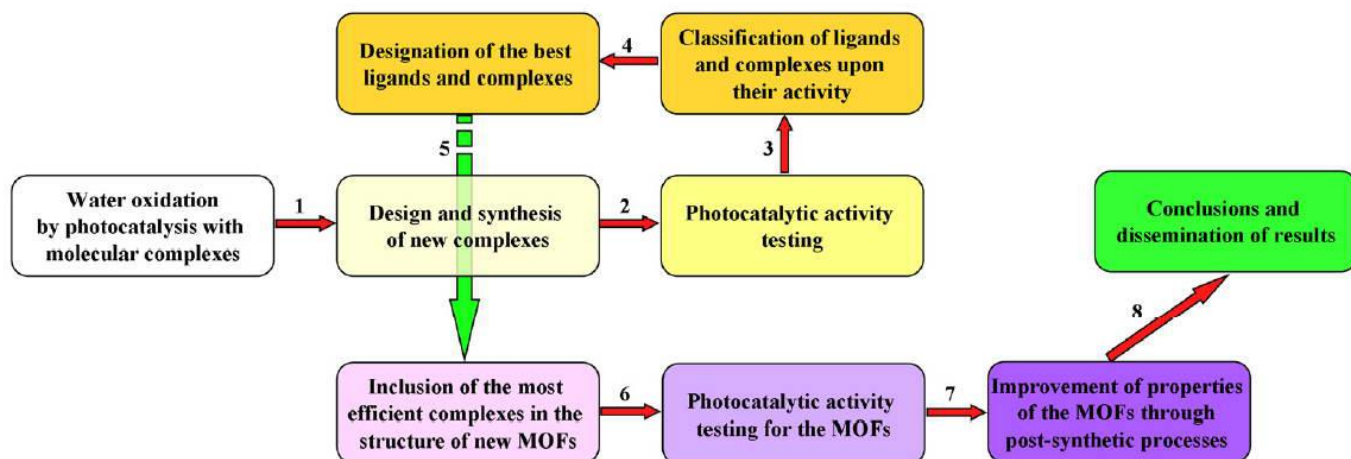 Designation of the best
ligands and complexes
4
Classification of ligands
and complexes upon
their activity
5
3
Water oxidation
by photocatalysis with
molecular complexes
1
Design and synthesis
of new complexes
2
Photocatalytic activity
testing
Conclusions and
dissemination of results
8
Inclusion of the most
efficient complexes in the
structure of new MOFs
6
Photocatalytic activity
testing for the MOFs
7
Improvement of properties
of the MOFs through
post-synthetic processes